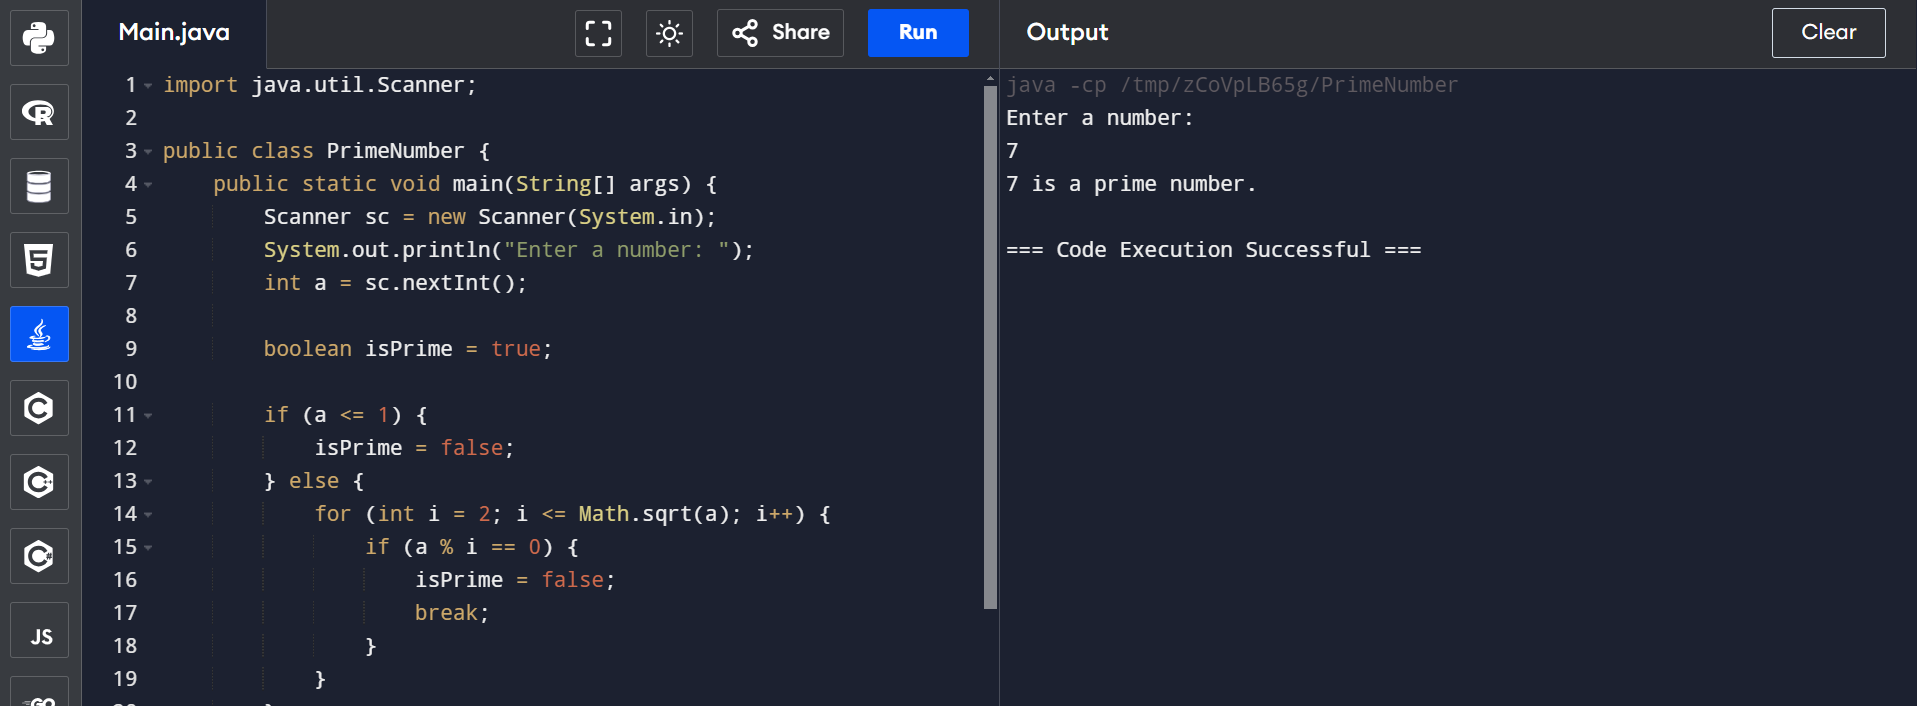 Main.java
Share
Run
Output
Clear
1 import java.util.Scanner;
2
3 public class PrimeNumber {
4 public static void main(String[] args) {
5 Scanner sc = new Scanner(System.in);
6 System.out.println("Enter a number: ");
7 int a = sc.nextInt();
8
9 boolean isPrime = true;
10
11 if (a <= 1) {
12 isPrime = false;
13 } else {
14 for (int i = 2; i <= Math.sqrt(a); i++) {
15 if (a % i == 0) {
16 isPrime = false;
17 break;
18 }
19 }
java -cp /tmp/zCoVpLB65g/PrimeNumber
Enter a number:
7
7 is a prime number.
=== Code Execution Successful ===
R
5
C
C++
C#
JS
GO